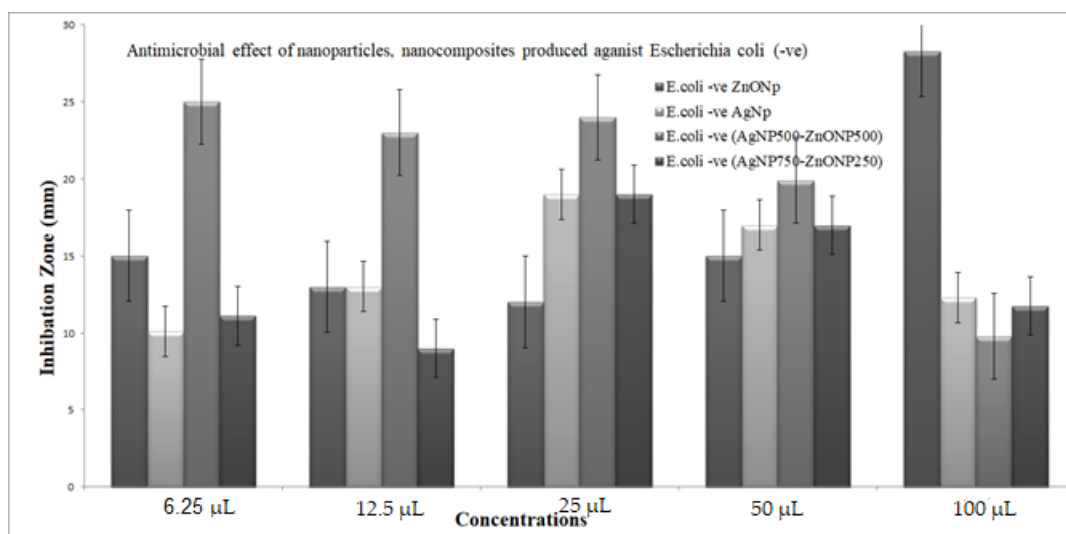 Antimicrobial effect of nanoparticles, nanocomposites produced aganist Escherichia coli (-ve)
E.coli -ve ZnONp
E.coli -ve AgNp
E.coli -ve (AgNP500-ZnONP500)
E.coli -ve (AgNP750-ZnONP250)
Inhibation Zone (mm)
30
25
20
15
10
5
0
6.25 µL
12.5 µL
25 µL
50 µL
100 µL
Concentrations